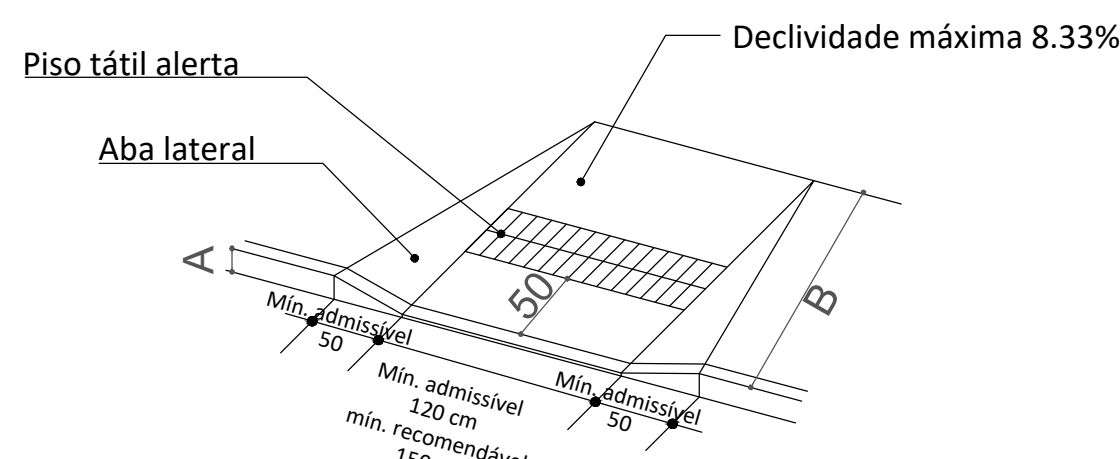 Declividade máxima 8.33%
Piso tátil alerta
Aba lateral
A
50
B
Mín. admissível
50
Mín. admissível
120 cm
mín. recomendável
150
Mín. admissível
50